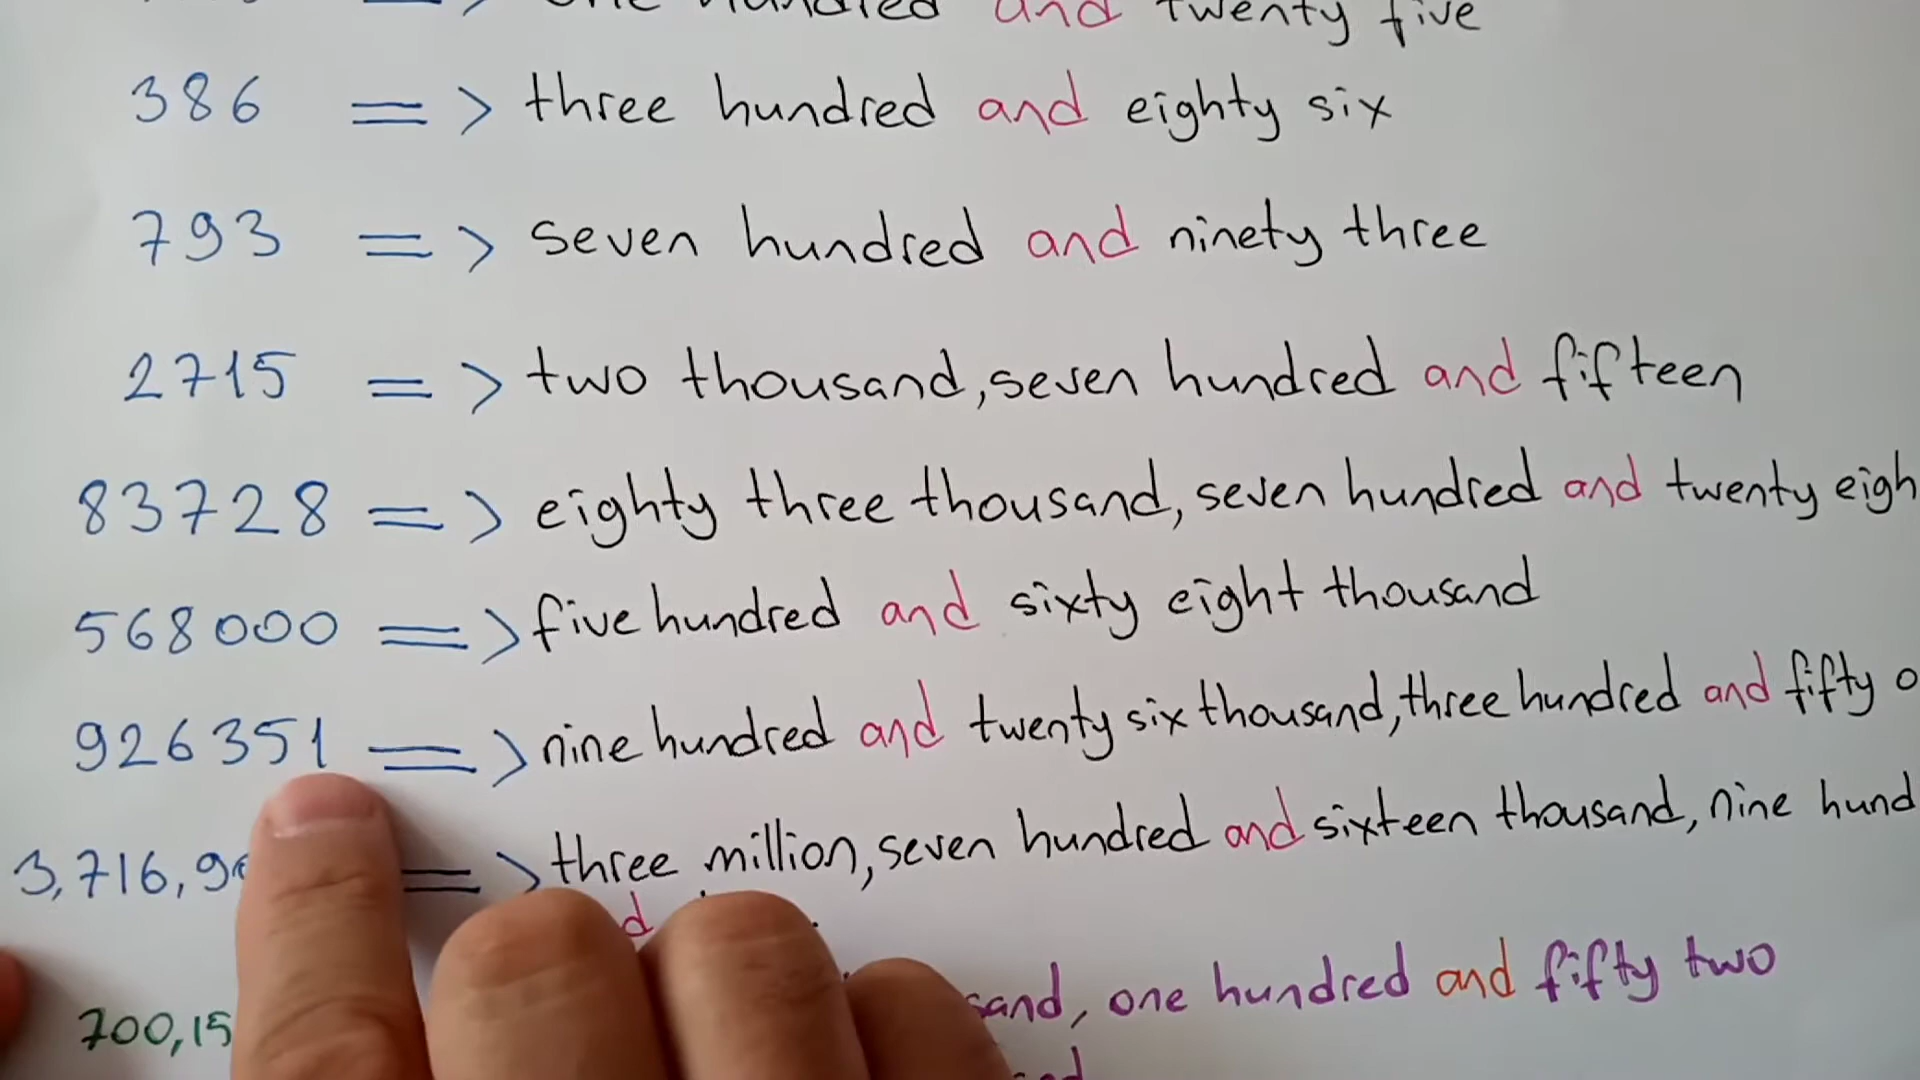 one hundred and twenty five
386 => three hundred and eighty six
793 => seven hundred and ninety three
2715 => two thousand, seven hundred and fifteen
83728 => eighty three thousand, seven hundred and twenty eigh
568000 => five hundred and sixty eight thousand
926351 => nine hundred and twenty six thousand, three hundred and fifty o
3,716,9 => three million, seven hundred and sixteen thousand, nine hund
700,15 sand, one hundred and fifty two